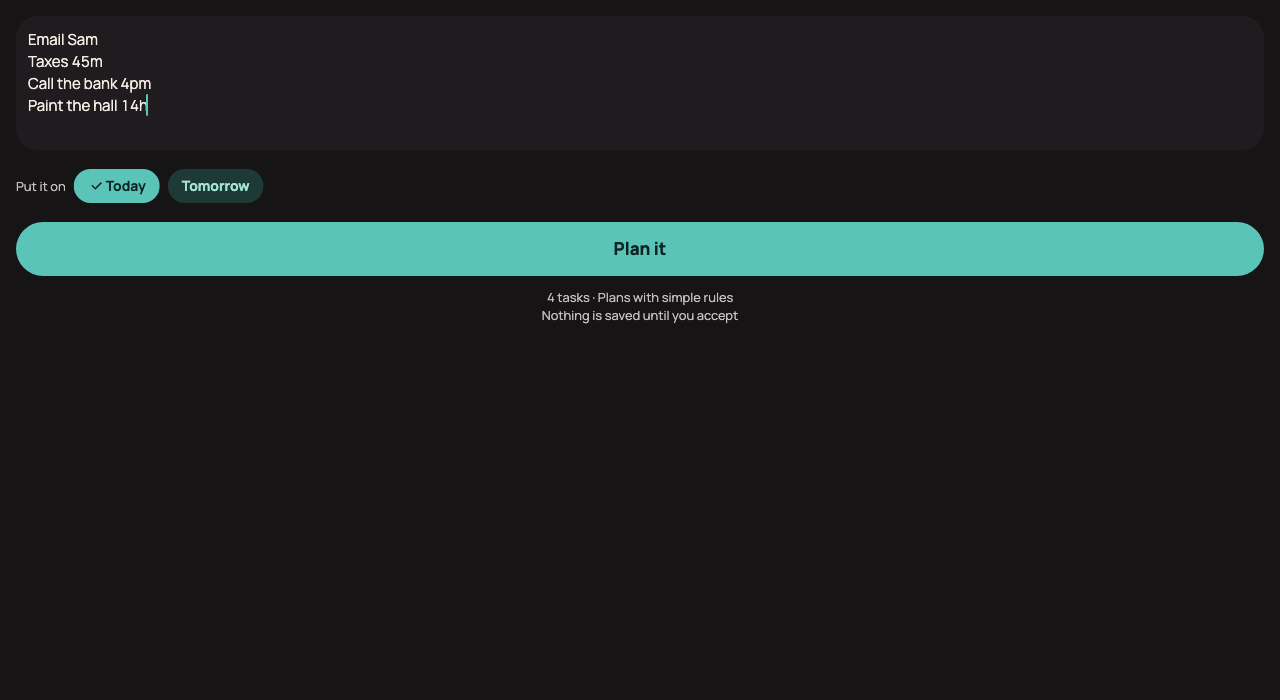 Email Sam
Taxes 45m
Call the bank 4pm
Paint the hall 14h
Put it on
Today
Tomorrow
Plan it
4 tasks · Plans with simple rules
Nothing is saved until you accept